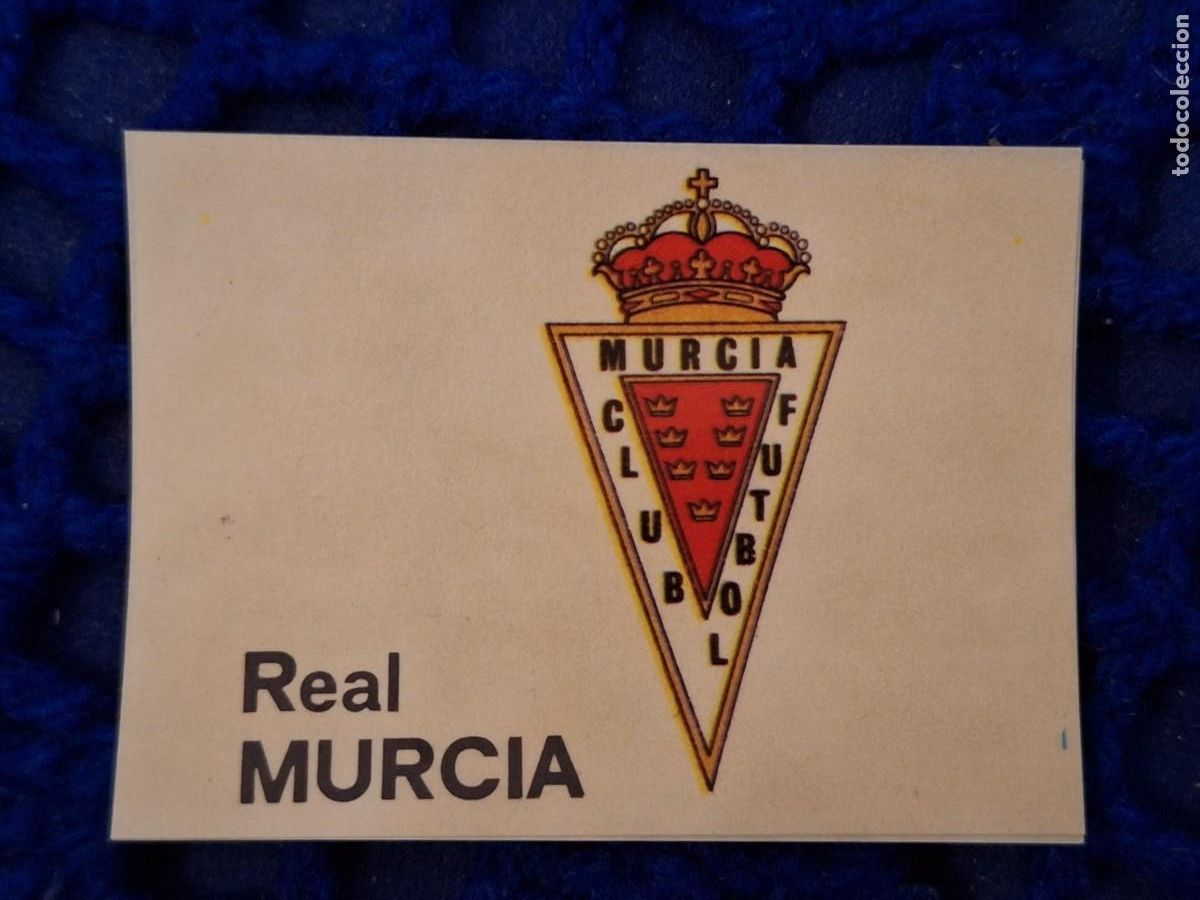 MURCIA
CLUB
FUTBOL
Real
MURCIA
todocoleccion